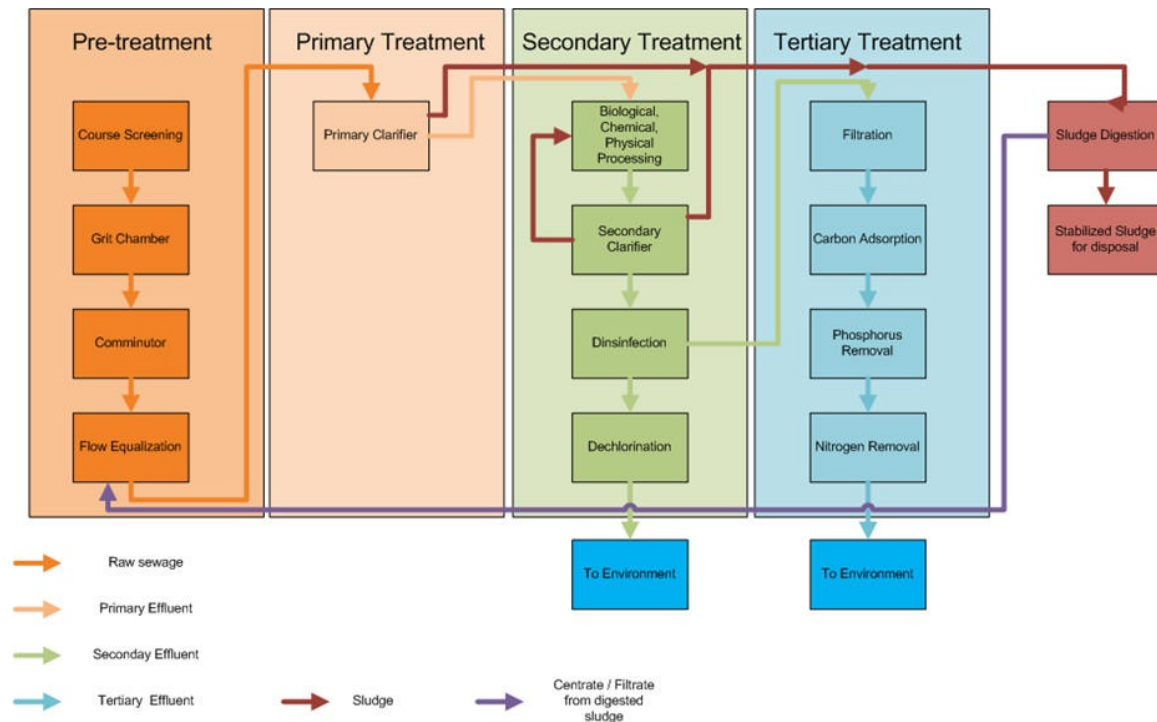 Pre-treatment
Primary Treatment
Secondary Treatment
Tertiary Treatment
Course Screening
Grit Chamber
Comminutor
Flow Equalization
Primary Clarifier
Biological,
Chemical,
Physical
Processing
Secondary
Clarifier
Dinsinfection
Dechlorination
To Environment
Filtration
Carbon Adsorption
Phosphorus
Removal
Nitrogen Removal
To Environment
Sludge Digestion
Stabilized Sludge
for disposal
Raw sewage
Primary Effluent
Seconday Effluent
Tertiary Effluent
Sludge
Centrate / Filtrate
from digested
sludge